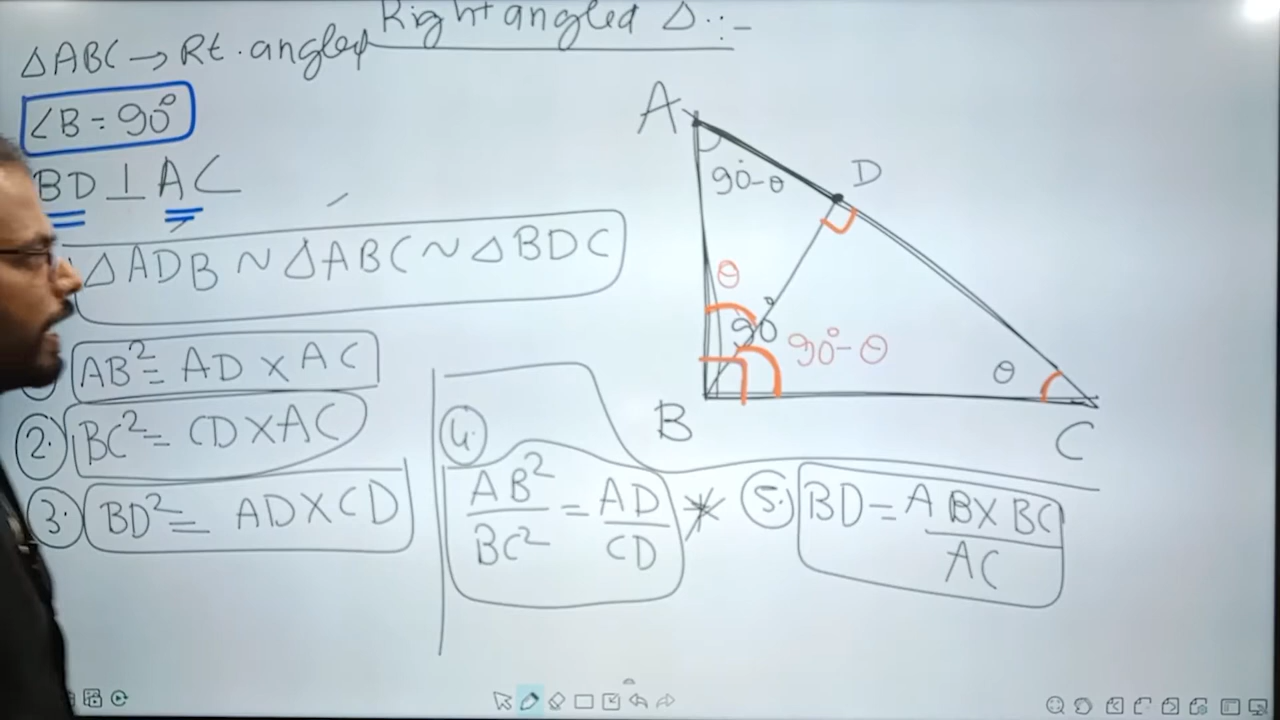 Right angled Δ :-
ΔABC → Rt. angled
∠B = 90°
BD ⊥ AC
ΔADB ~ ΔABC ~ ΔBDC
AB² = AD × AC
2. BC² = CD × AC
3. BD² = AD × CD
4. AB²/BC² = AD/CD *
5. BD = AB × BC/AC
A
90°-θ
D
θ
90°
90°-θ
θ
B
C